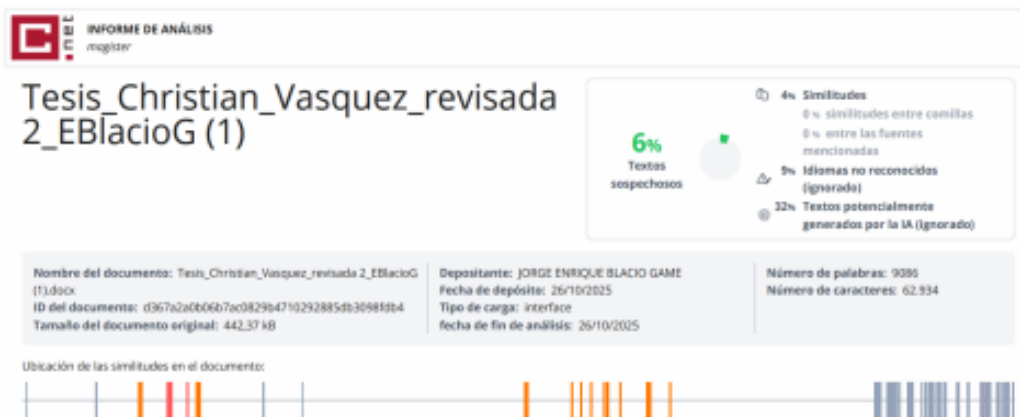 .net
INFORME DE ANÁLISIS
magister
Tesis_Christian_Vasquez_revisada
2_EBlacioG (1)
6%
Textos
sospechosos
4% Similitudes
0 % similitudes entre comillas
0 % entre las fuentes
mencionadas
9% Idiomas no reconocidos
(ignorado)
32% Textos potencialmente
generados por la IA (ignorado)
Nombre del documento: Tesis_Christian_Vasquez_revisada 2_EBlacioG
(1).docx
ID del documento: d367a2a0b06b7ac0829b4710292885db3098fdb4
Tamaño del documento original: 442,37 kB
Depositante: JORGE ENRIQUE BLACIO GAME
Fecha de depósito: 26/10/2025
Tipo de carga: interface
fecha de fin de análisis: 26/10/2025
Número de palabras: 9086
Número de caracteres: 62.934
Ubicación de las similitudes en el documento: